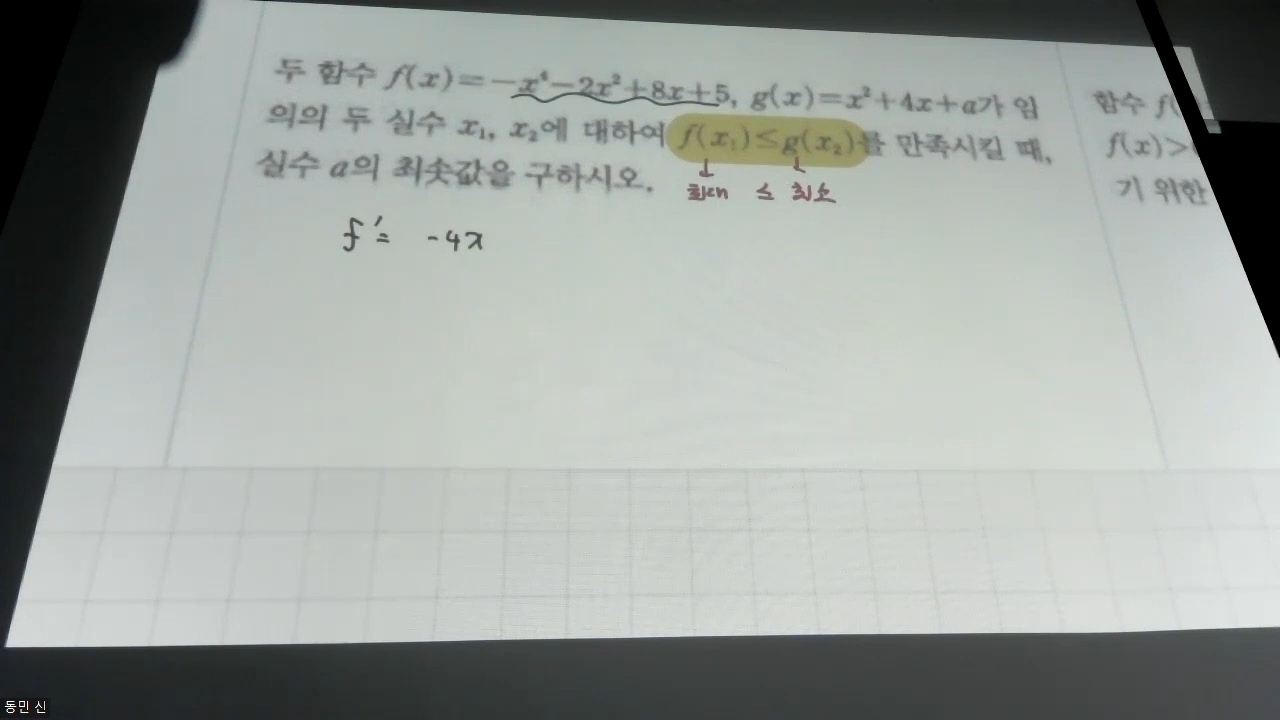 두 함수 f(x)=-x⁴-2x²+8x+5, g(x)=x²+4x+a가 임
의의 두 실수 x₁, x₂에 대하여 f(x₁)≤g(x₂)를 만족시킬 때,
실수 a의 최솟값을 구하시오.
≤ 최소
f'= -4x
함수 f(
f(x)>
기 위한
동민 신